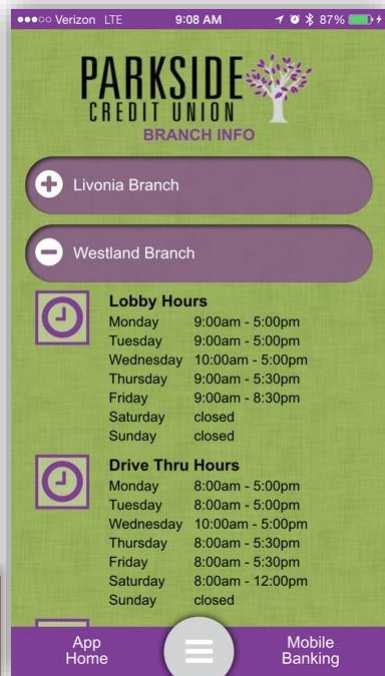 Verizon LTE 9:08 AM 87%
PARKSIDE
CREDIT UNION
BRANCH INFO
Livonia Branch
Westland Branch
Lobby Hours
Monday 9:00am - 5:00pm
Tuesday 9:00am - 5:00pm
Wednesday 10:00am - 5:00pm
Thursday 9:00am - 5:30pm
Friday 9:00am - 8:30pm
Saturday closed
Sunday closed
Drive Thru Hours
Monday 8:00am - 5:00pm
Tuesday 8:00am - 5:00pm
Wednesday 10:00am - 5:00pm
Thursday 8:00am - 5:30pm
Friday 8:00am - 5:30pm
Saturday 8:00am - 12:00pm
Sunday closed
App
Home
Mobile
Banking